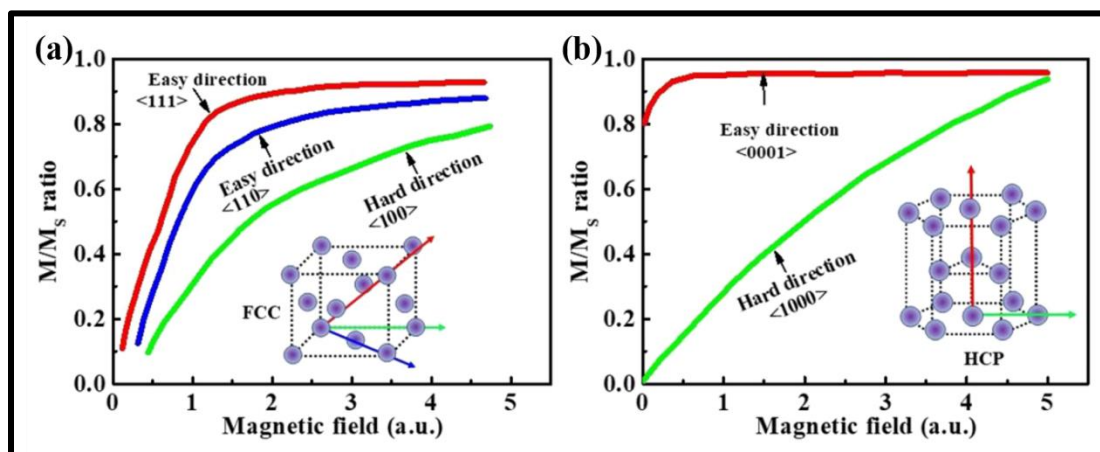 (a)
1.0
0.8
0.6
0.4
0.2
0.0
M/Ms ratio
Easy direction
<111>
Easy direction
<110>
Hard direction
<100>
FCC
0 1 2 3 4 5
Magnetic field (a.u.)
(b)
1.0
0.8
0.6
0.4
0.2
0.0
M/Ms ratio
Easy direction
<0001>
Hard direction
<1000>
HCP
0 1 2 3 4 5
Magnetic field (a.u.)